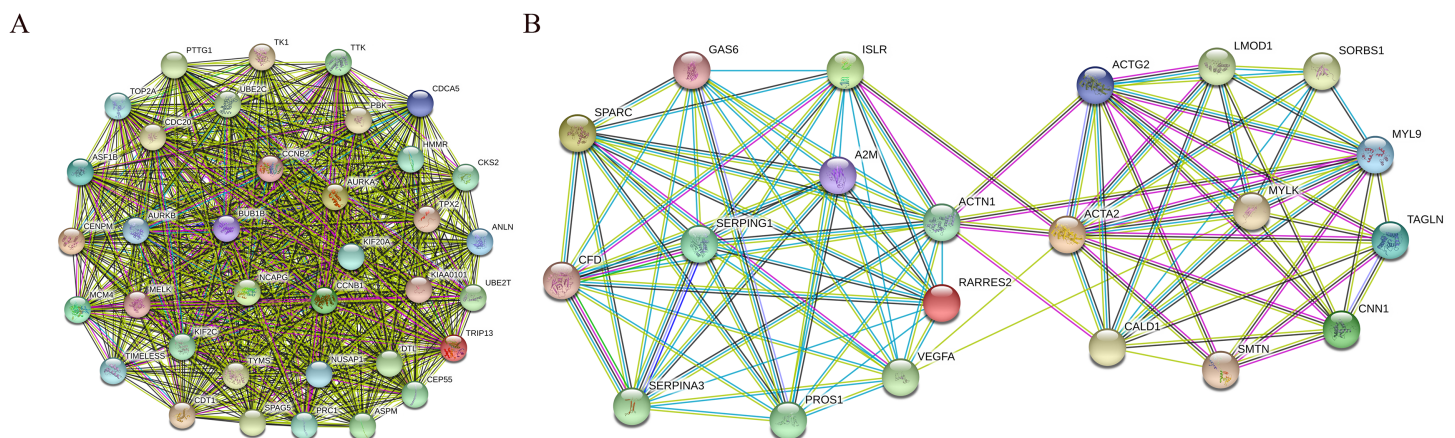 A
B
PTTG1
TK1
TTK
TOP2A
UBE2C
CDCA5
PBK
CDC20
HMMR
ASF1B
CCNB2
CKS2
AURKA
TPX2
CENPM
AURKB
BUB1B
ANLN
KIF20A
NCAPG
KIAA0101
UBE2T
MCM4
MELK
CCNB1
KIF2C
TRIP13
TIMELESS
TYMS
NUSAP1
DTL
CEP55
CDT1
SPAG5
PRC1
ASPM
GAS6
ISLR
SPARC
A2M
SERPING1
ACTN1
CFD
RARRES2
VEGFA
SERPINA3
PROS1
ACTG2
LMOD1
SORBS1
MYL9
MYLK
ACTA2
TAGLN
CNN1
CALD1
SMTN